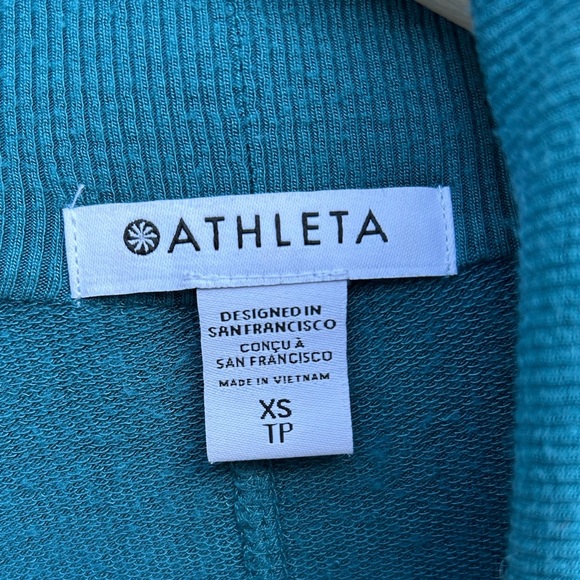 ATHLETA
DESIGNED IN
SAN FRANCISCO
CONÇU À
SAN FRANCISCO
MADE IN VIETNAM
XS
TP